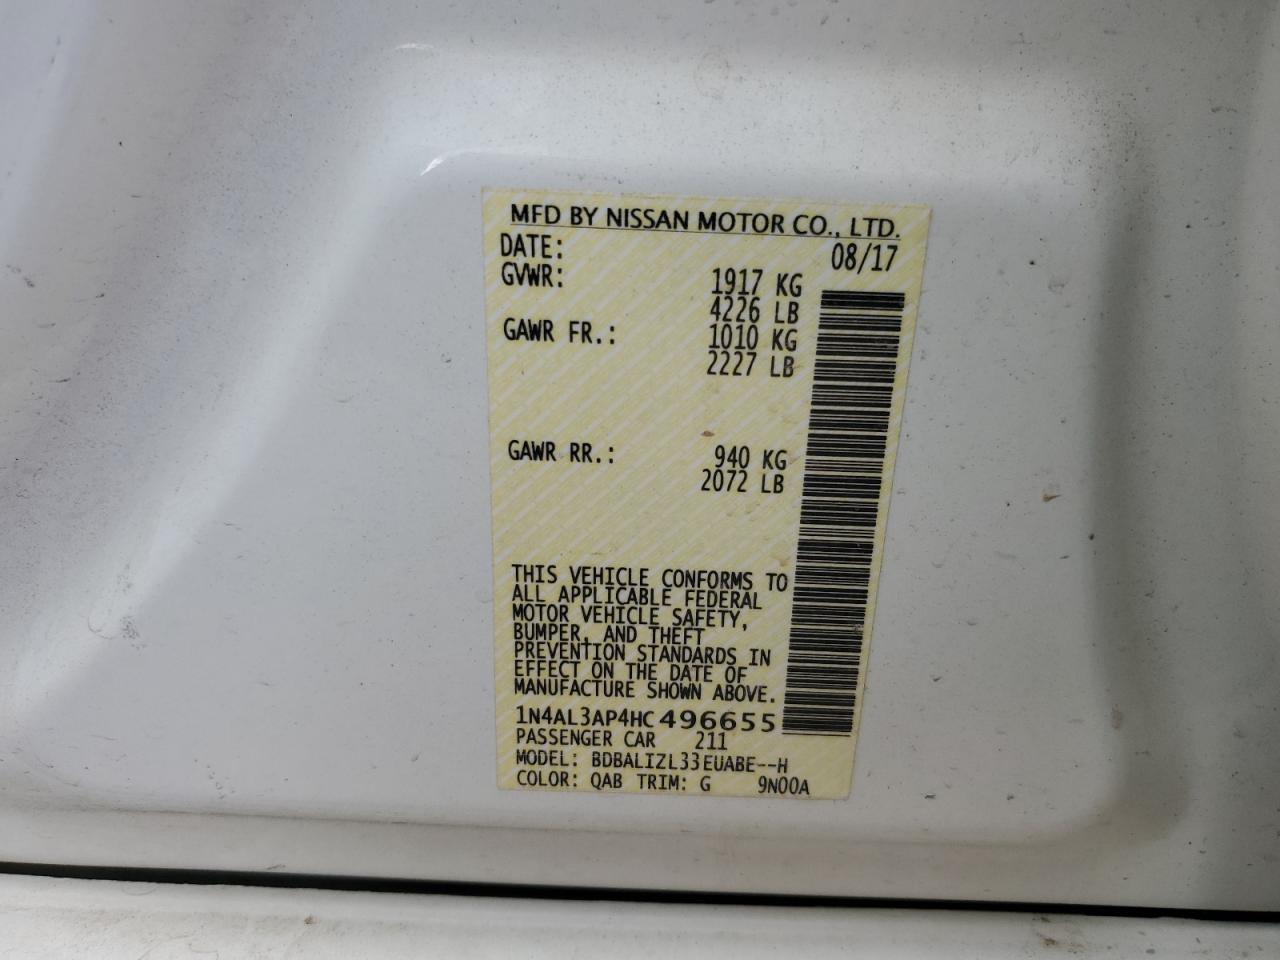 MFD BY NISSAN MOTOR CO., LTD.
DATE: 08/17
GVWR: 1917 KG
4226 LB
GAWR FR.: 1010 KG
2227 LB
GAWR RR.: 940 KG
2072 LB
THIS VEHICLE CONFORMS TO
ALL APPLICABLE FEDERAL
MOTOR VEHICLE SAFETY,
BUMPER, AND THEFT
PREVENTION STANDARDS IN
EFFECT ON THE DATE OF
MANUFACTURE SHOWN ABOVE.
1N4AL3AP4HC496655
PASSENGER CAR 211
MODEL: BDBALIZL33EUABE--H
COLOR: QAB TRIM: G 9N00A